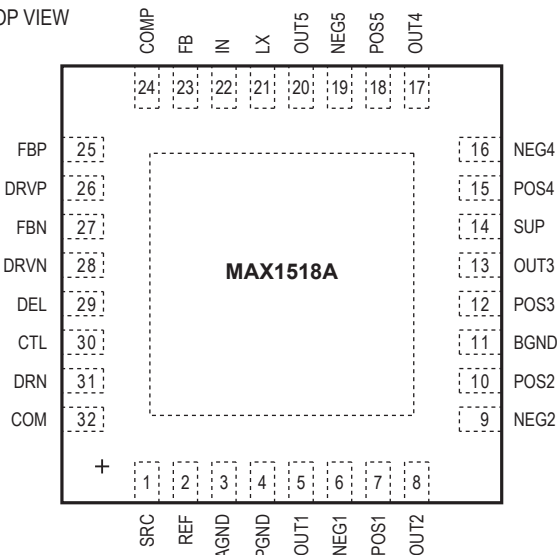 OP VIEW
COMP FB IN LX OUT5 NEG5 POS5 OUT4
24 23 22 21 20 19 18 17
FBP 25
DRVP 26
FBN 27
DRVN 28
DEL 29
CTL 30
DRN 31
COM 32
MAX1518A
16 NEG4
15 POS4
14 SUP
13 OUT3
12 POS3
11 BGND
10 POS2
9 NEG2
+
1 2 3 4 5 6 7 8
SRC REF AGND PGND OUT1 NEG1 POS1 OUT2